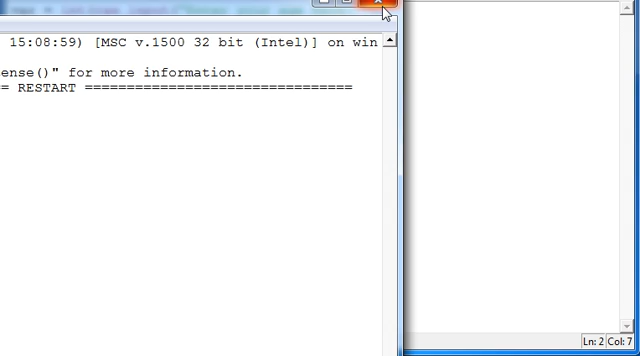 15:08:59) [MSC v.1500 32 bit (Intel)] on win
ense()" for more information.
= RESTART ================================
Ln: 2 Col: 7